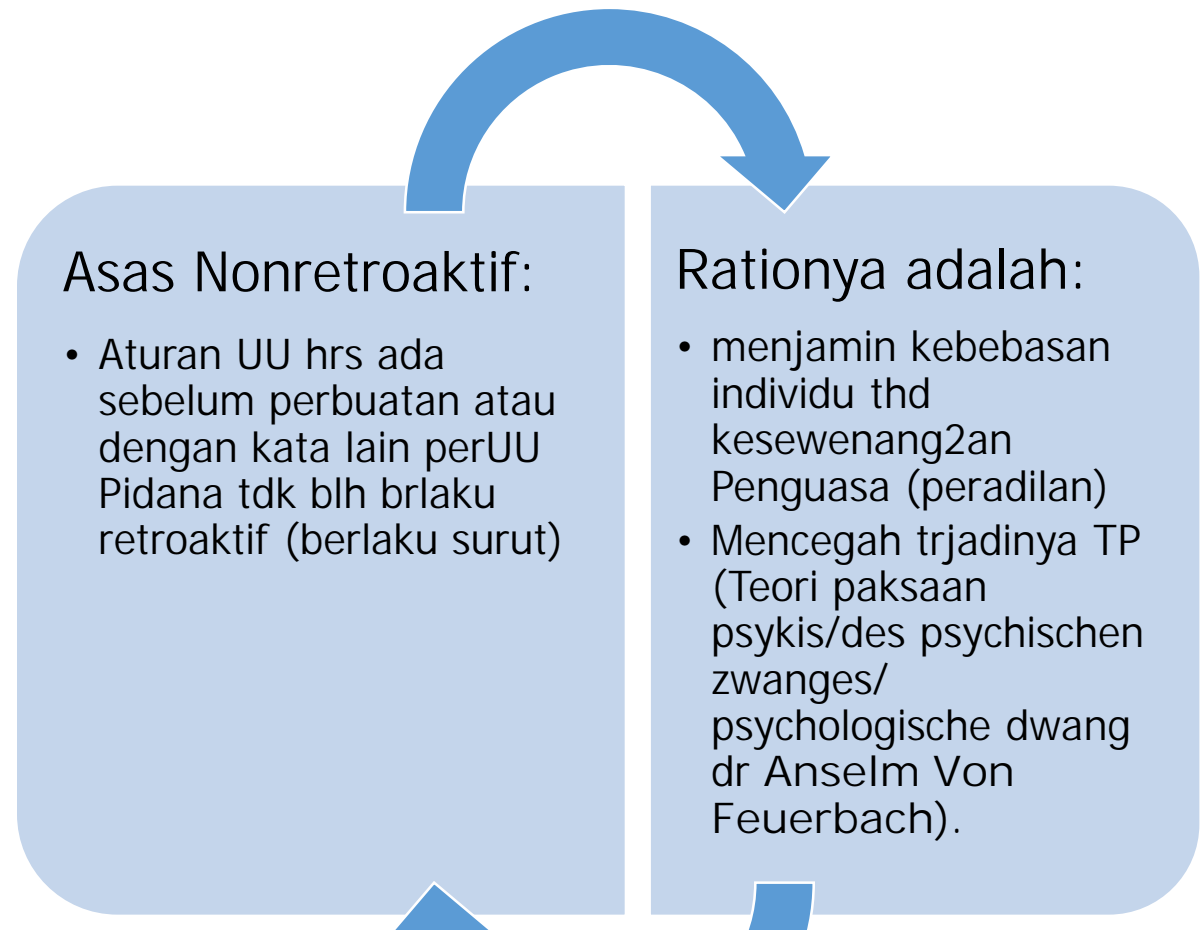 Asas Nonretroaktif:
• Aturan UU hrs ada
sebelum perbuatan atau
dengan kata lain perUU
Pidana tdk blh brlaku
retroaktif (berlaku surut)
Rationya adalah:
• menjamin kebebasan
individu thd
kesewenang2an
Penguasa (peradilan)
• Mencegah trjadinya TP
(Teori paksaan
psykis/des psychischen
zwanges/
psychologische dwang
dr Anselm Von
Feuerbach).